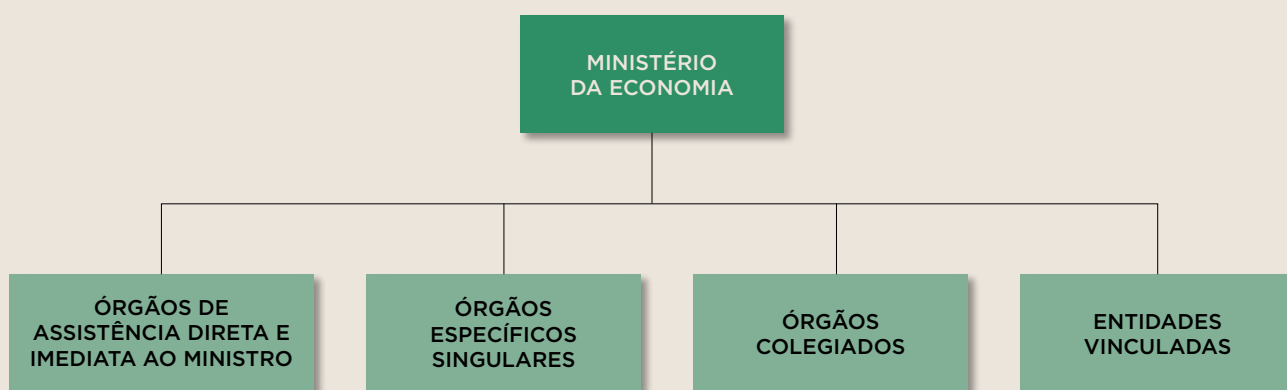 MINISTÉRIO
DA ECONOMIA
ÓRGÃOS DE
ASSISTÊNCIA DIRETA E
IMEDIATA AO MINISTRO
ÓRGÃOS
ESPECÍFICOS
SINGULARES
ÓRGÃOS
COLEGIADOS
ENTIDADES
VINCULADAS